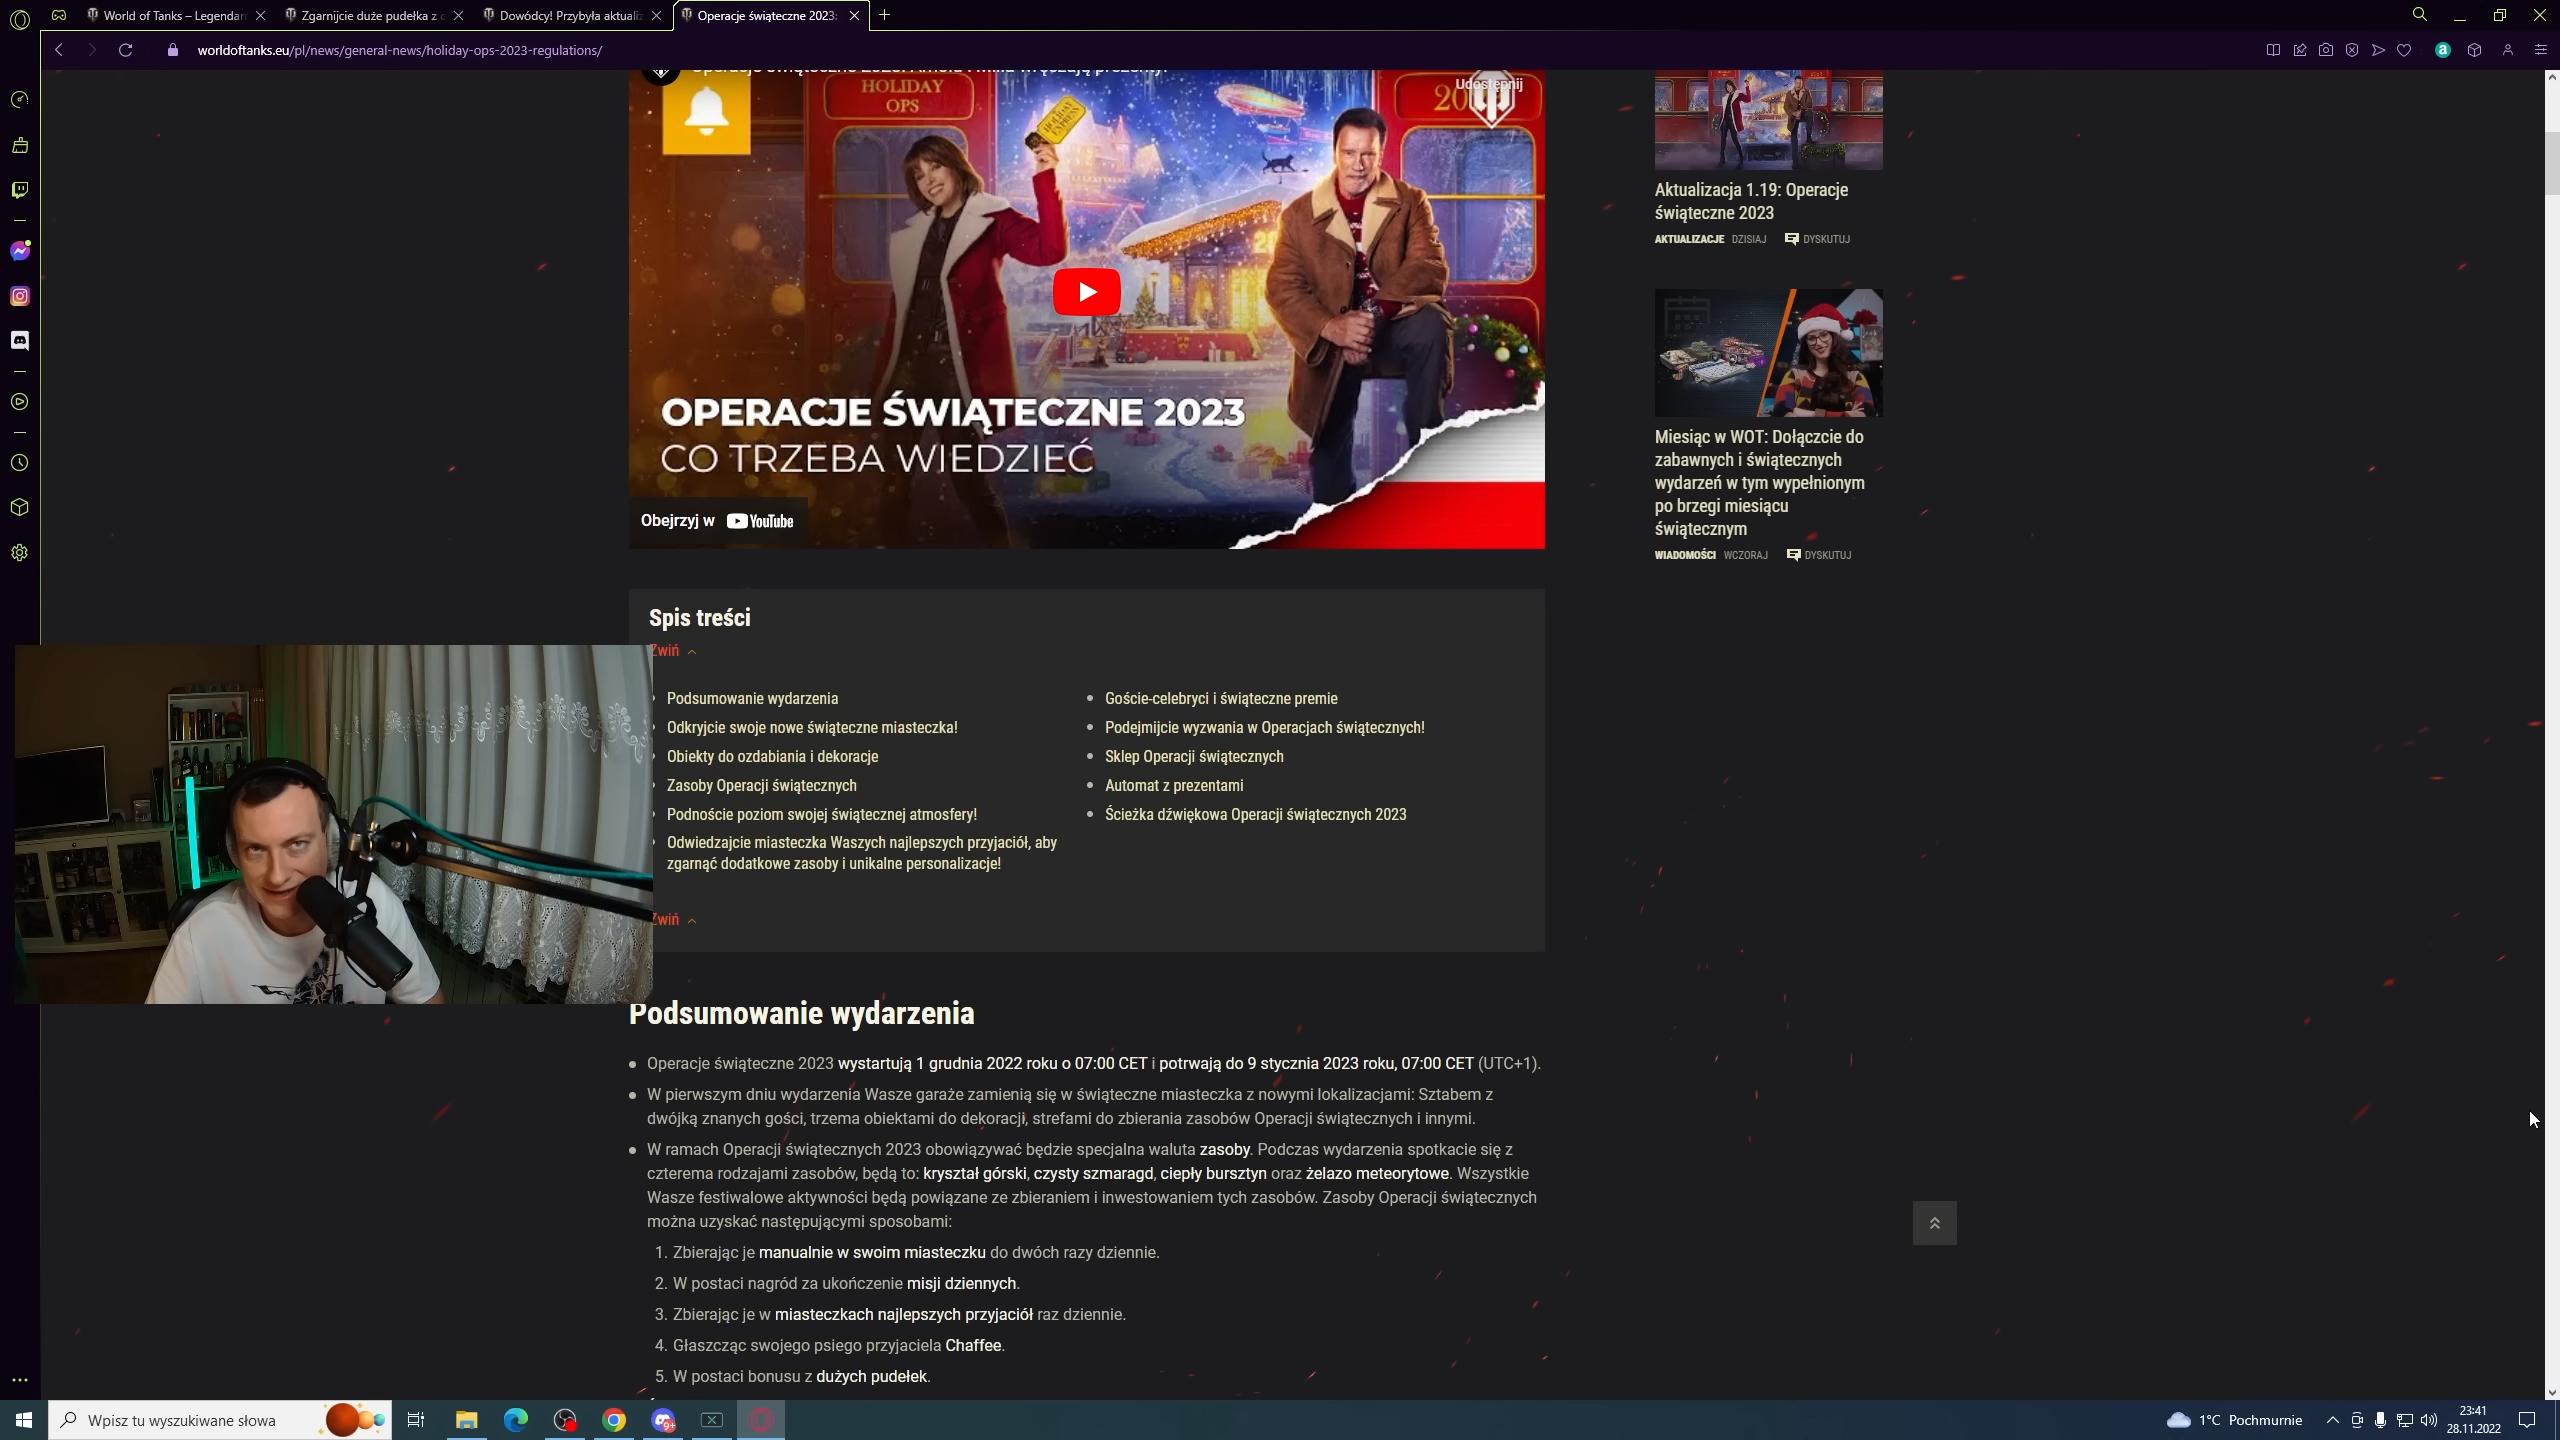 World of Tanks – Legendar
Zgarnijcie duże pudełka z
Dowódcy! Przybyła aktualiz
Operacje świąteczne 2023:
worldoftanks.eu/pl/news/general-news/holiday-ops-2023-regulations/
Udostępnij
HOLIDAY
OPS
HOLIDAY
EXPRESS
OPERACJE ŚWIĄTECZNE 2023
CO TRZEBA WIEDZIEĆ
Obejrzyj w YouTube
Aktualizacja 1.19: Operacje
świąteczne 2023
AKTUALIZACJE DZISIAJ DYSKUTUJ
Miesiąc w WOT: Dołączcie do
zabawnych i świątecznych
wydarzeń w tym wypełnionym
po brzegi miesiącu
świątecznym
WIADOMOŚCI WCZORAJ DYSKUTUJ
Spis treści
Zwiń
Podsumowanie wydarzenia
Odkryjcie swoje nowe świąteczne miasteczka!
Obiekty do ozdabiania i dekoracje
Zasoby Operacji świątecznych
Podnoście poziom swojej świątecznej atmosfery!
Odwiedzajcie miasteczka Waszych najlepszych przyjaciół, aby
zgarnąć dodatkowe zasoby i unikalne personalizacje!
Goście-celebryci i świąteczne premie
Podejmijcie wyzwania w Operacjach świątecznych!
Sklep Operacji świątecznych
Automat z prezentami
Ścieżka dźwiękowa Operacji świątecznych 2023
Zwiń
Podsumowanie wydarzenia
Operacje świąteczne 2023 wystartują 1 grudnia 2022 roku o 07:00 CET i potrwają do 9 stycznia 2023 roku, 07:00 CET (UTC+1).
W pierwszym dniu wydarzenia Wasze garaże zamienią się w świąteczne miasteczka z nowymi lokalizacjami: Sztabem z
dwójką znanych gości, trzema obiektami do dekoracji, strefami do zbierania zasobów Operacji świątecznych i innymi.
W ramach Operacji świątecznych 2023 obowiązywać będzie specjalna waluta zasoby. Podczas wydarzenia spotkacie się z
czterema rodzajami zasobów, będą to: kryształ górski, czysty szmaragd, ciepły bursztyn oraz żelazo meteorytowe. Wszystkie
Wasze festiwalowe aktywności będą powiązane ze zbieraniem i inwestowaniem tych zasobów. Zasoby Operacji świątecznych
można uzyskać następującymi sposobami:
1. Zbierając je manualnie w swoim miasteczku do dwóch razy dziennie.
2. W postaci nagród za ukończenie misji dziennych.
3. Zbierając je w miasteczkach najlepszych przyjaciół raz dziennie.
4. Głaszcząc swojego psiego przyjaciela Chaffee.
5. W postaci bonusu z dużych pudełek.
Wpisz tu wyszukiwane słowa
9+
1°C Pochmurnie
23:41
28.11.2022